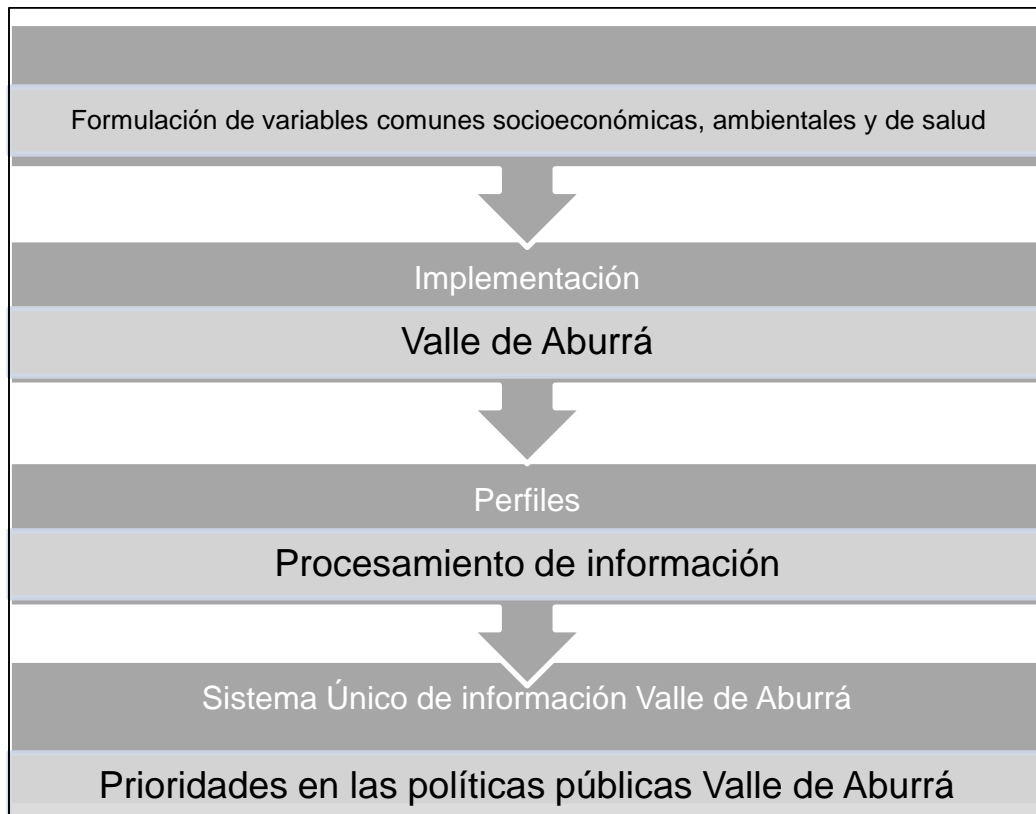 Formulación de variables comunes socioeconómicas, ambientales y de salud
Implementación
Valle de Aburrá
Perfiles
Procesamiento de información
Sistema Único de información Valle de Aburrá
Prioridades en las políticas públicas Valle de Aburrá